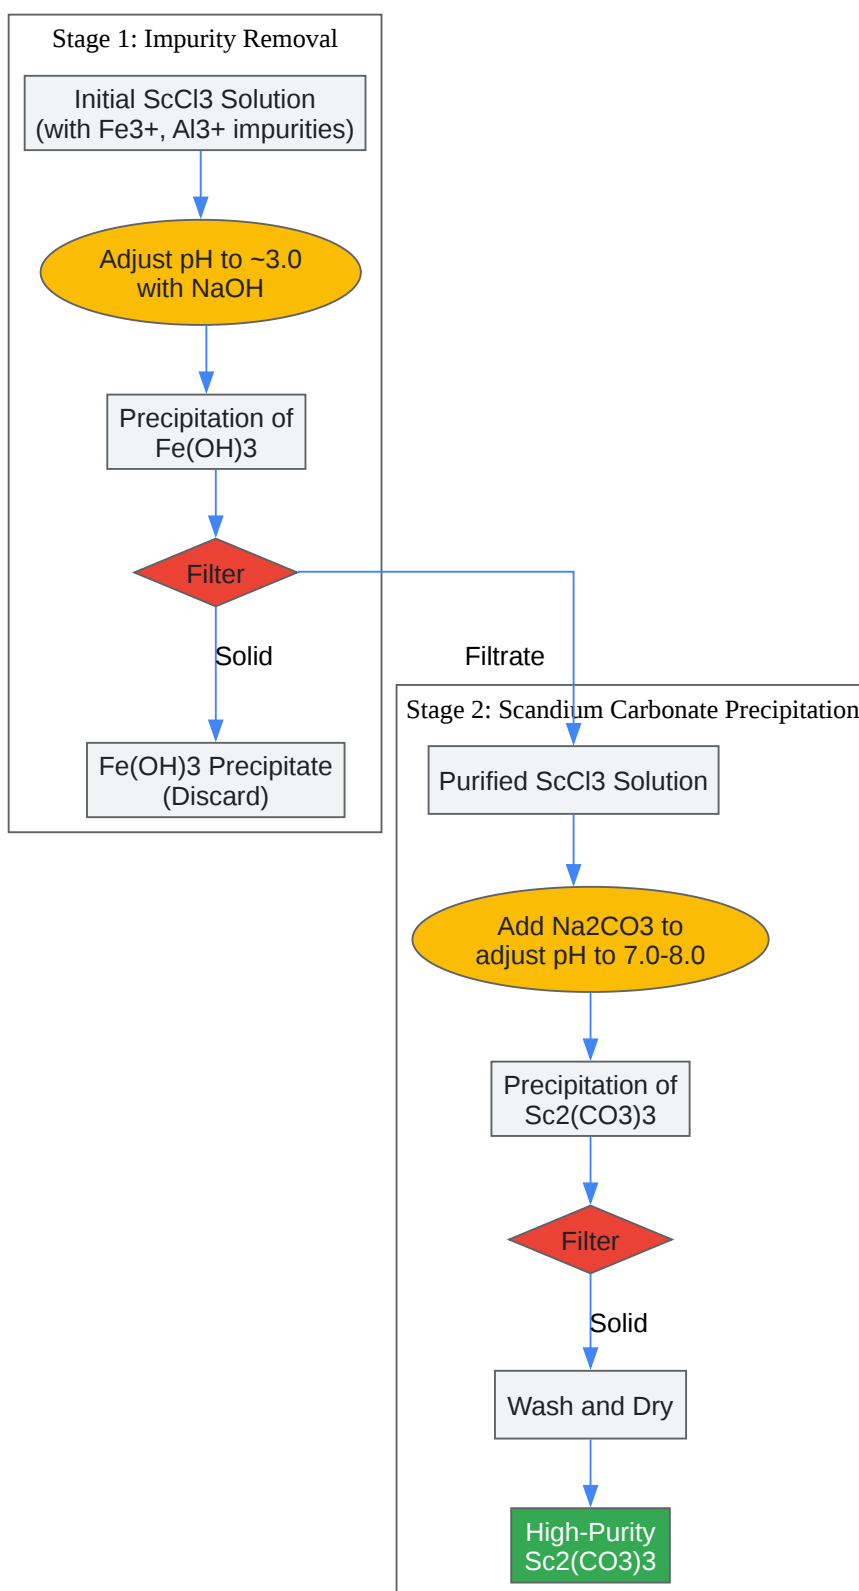 Stage 1: Impurity Removal
Initial ScCl3 Solution
(with Fe3+, Al3+ impurities)
Adjust pH to ~3.0
with NaOH
Precipitation of
Fe(OH)3
Filter
Solid
Filtrate
Fe(OH)3 Precipitate
(Discard)
Stage 2: Scandium Carbonate Precipitation
Purified ScCl3 Solution
Add Na2CO3 to
adjust pH to 7.0-8.0
Precipitation of
Sc2(CO3)3
Filter
Solid
Wash and Dry
High-Purity
Sc2(CO3)3